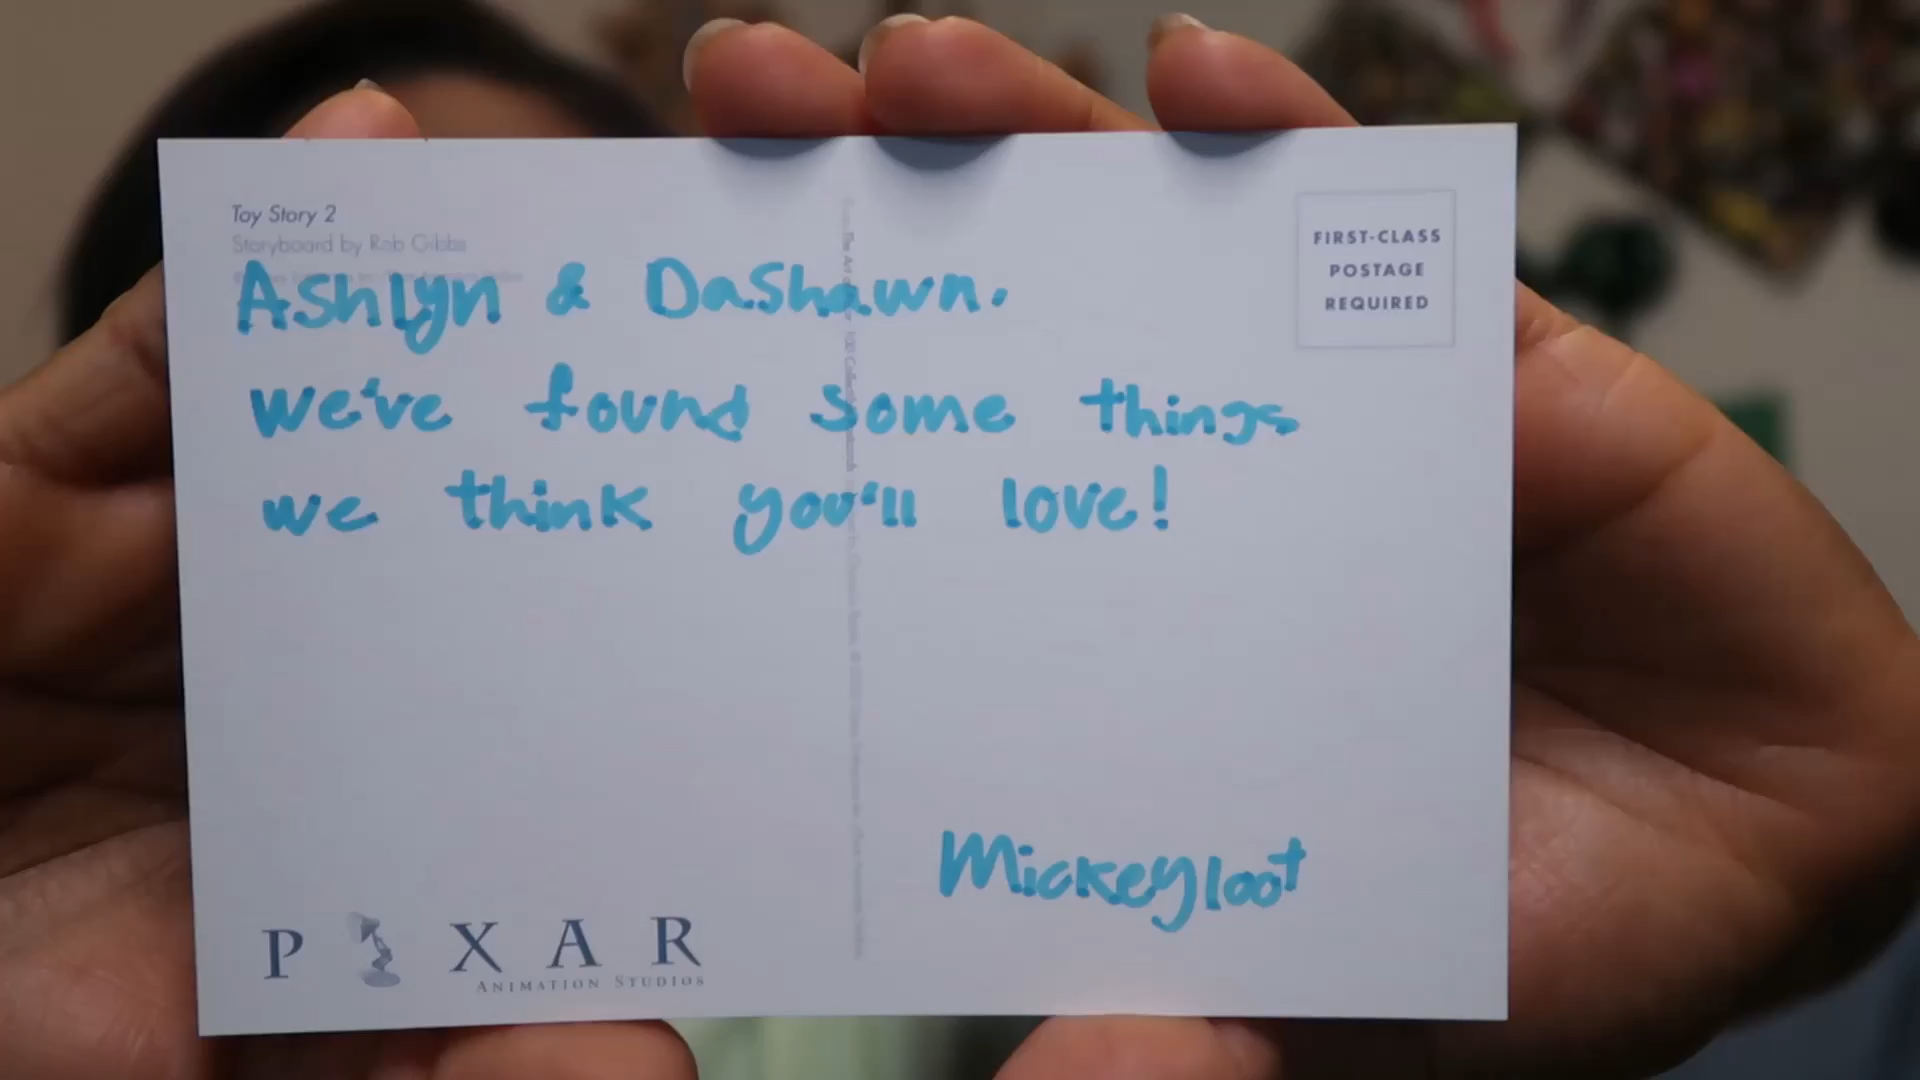 Toy Story 2
Storyboard by Rob Gibbs
Ashlyn & DaShawn.
we've found some things
we think you'll love!
Mickeyloot
FIRST-CLASS
POSTAGE
REQUIRED
PIXAR
ANIMATION STUDIOS